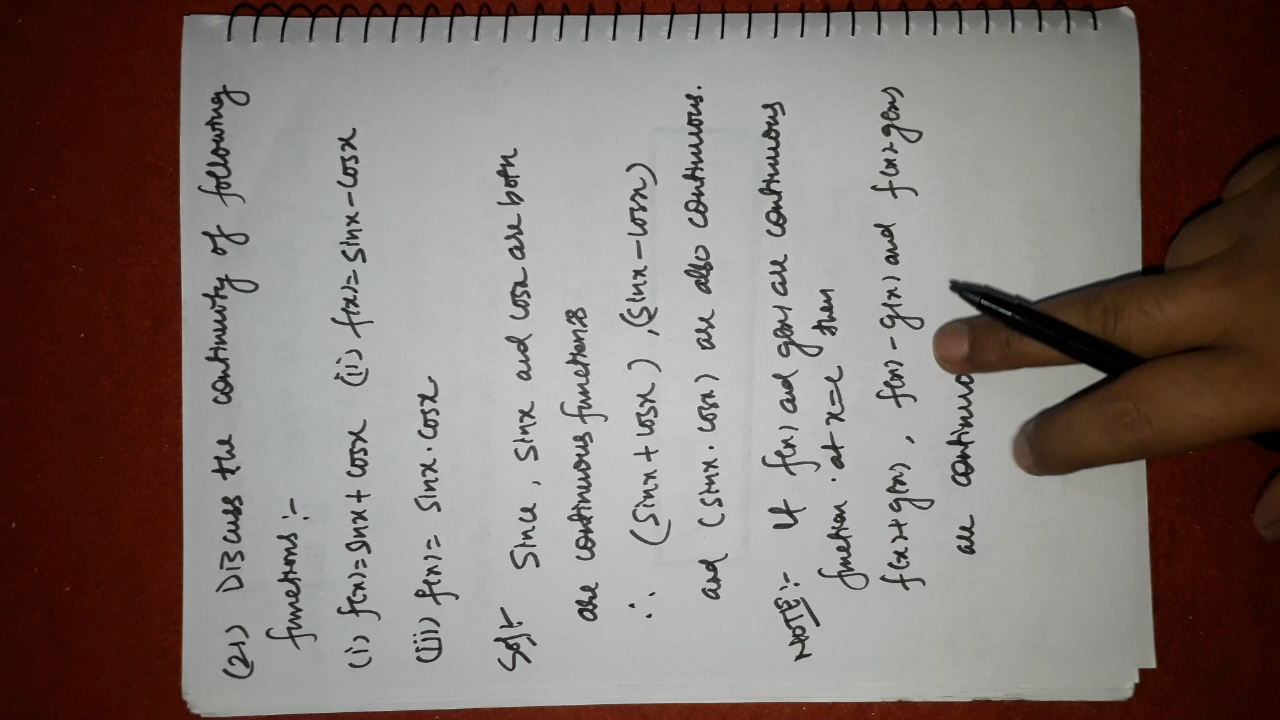 (21) Discuss the continuity of following
functions:-
(i) f(x)= sinx + cosx (ii) f(x)= sinx - cosx
(iii) f(x)= sinx . cosx
Sol:- Since, sinx and cosx are both
are continuous functions
∴ (sinx + cosx) , (sinx - cosx)
and (sinx . cosx) are also continuous.
NOTE:- If f(x) and g(x) are continuous
function . at x=c then
f(x)+g(x) , f(x) - g(x) and f(x) g(x)
are continuo